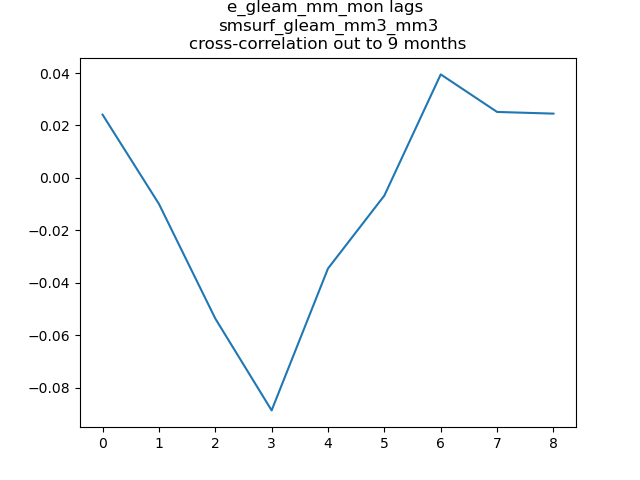 e_gleam_mm_mon lags
smsurf_gleam_mm3_mm3
cross-correlation out to 9 months
0.04
0.02
0.00
−0.02
−0.04
−0.06
−0.08
0 1 2 3 4 5 6 7 8